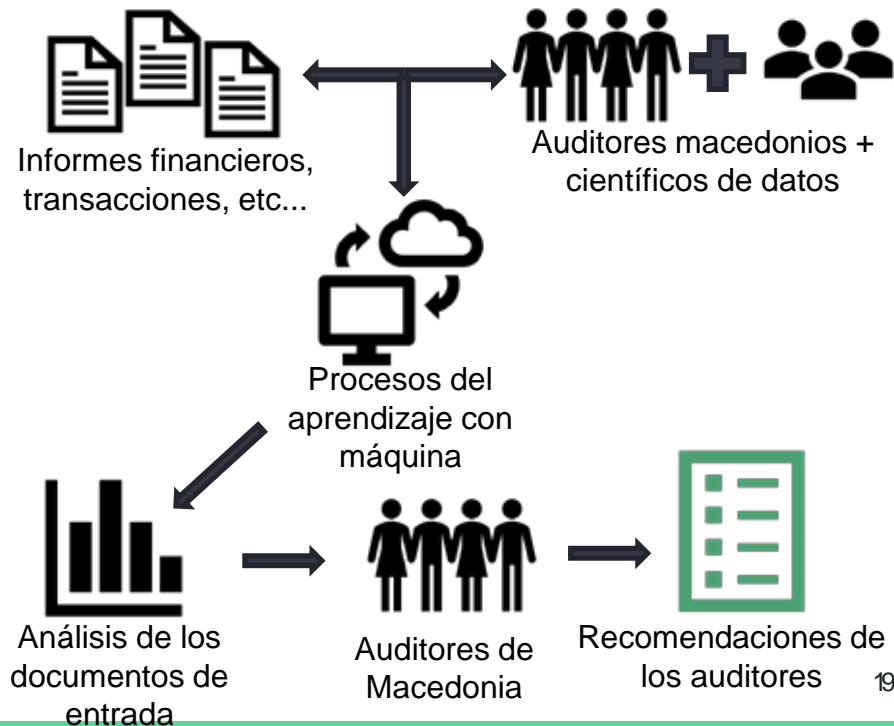 Informes financieros,
transacciones, etc...
Auditores macedonios +
científicos de datos
Procesos del
aprendizaje con
máquina
Análisis de los
documentos de
entrada
Auditores de
Macedonia
Recomendaciones de
los auditores
19